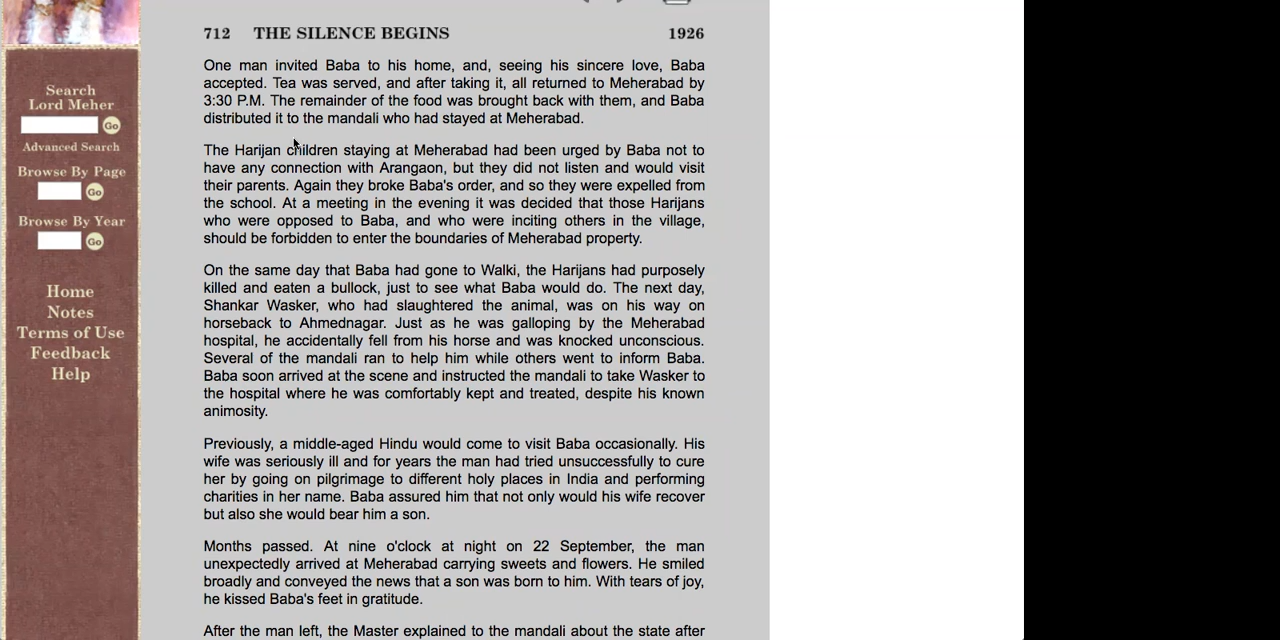 712 THE SILENCE BEGINS 1926
One man invited Baba to his home, and, seeing his sincere love, Baba
accepted. Tea was served, and after taking it, all returned to Meherabad by
3:30 P.M. The remainder of the food was brought back with them, and Baba
distributed it to the mandali who had stayed at Meherabad.
The Harijan children staying at Meherabad had been urged by Baba not to
have any connection with Arangaon, but they did not listen and would visit
their parents. Again they broke Baba's order, and so they were expelled from
the school. At a meeting in the evening it was decided that those Harijans
who were opposed to Baba, and who were inciting others in the village,
should be forbidden to enter the boundaries of Meherabad property.
On the same day that Baba had gone to Walki, the Harijans had purposely
killed and eaten a bullock, just to see what Baba would do. The next day,
Shankar Wasker, who had slaughtered the animal, was on his way on
horseback to Ahmednagar. Just as he was galloping by the Meherabad
hospital, he accidentally fell from his horse and was knocked unconscious.
Several of the mandali ran to help him while others went to inform Baba.
Baba soon arrived at the scene and instructed the mandali to take Wasker to
the hospital where he was comfortably kept and treated, despite his known
animosity.
Previously, a middle-aged Hindu would come to visit Baba occasionally. His
wife was seriously ill and for years the man had tried unsuccessfully to cure
her by going on pilgrimage to different holy places in India and performing
charities in her name. Baba assured him that not only would his wife recover
but also she would bear him a son.
Months passed. At nine o'clock at night on 22 September, the man
unexpectedly arrived at Meherabad carrying sweets and flowers. He smiled
broadly and conveyed the news that a son was born to him. With tears of joy,
he kissed Baba's feet in gratitude.
After the man left, the Master explained to the mandali about the state after
Search
Lord Meher
Go
Advanced Search
Browse By Page
Go
Browse By Year
Go
Home
Notes
Terms of Use
Feedback
Help